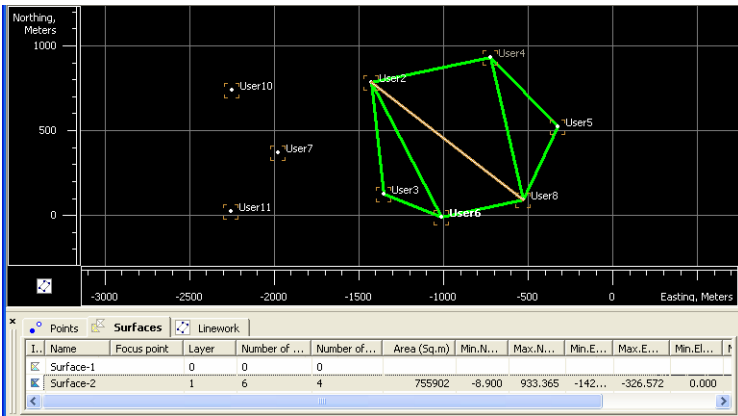 Northing,
Meters
1000
User4
User2
User10
500
User5
User7
User3
User8
User11
User6
0
-3000 -2500 -2000 -1500 -1000 -500 0 Easting, Meters
Points Surfaces Linework
I.. Name Focus point Layer Number of ... Number of... Area (Sq.m) Min.N... Max.N... Min.E... Max.E... Min.El...
Surface-1 0 0 0
Surface-2 1 6 4 755902 -8.900 933.365 -142... -326.572 0.000